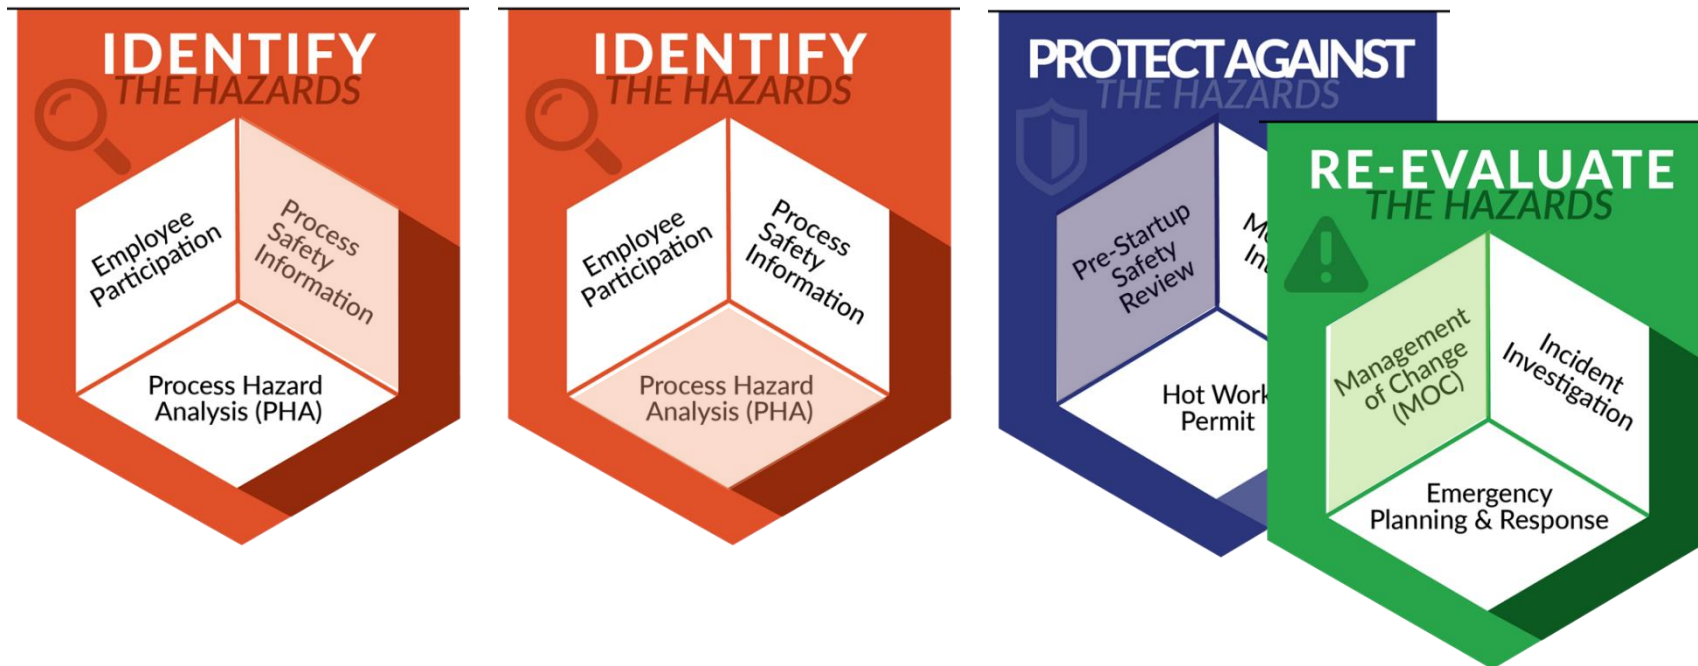 IDENTIFY
THE HAZARDS
Employee
Participation
Process
Safety
Information
Process Hazard
Analysis (PHA)
IDENTIFY
THE HAZARDS
Employee
Participation
Process
Safety
Information
Process Hazard
Analysis (PHA)
PROTECT AGAINST
THE HAZARDS
Pre-Startup
Safety
Review
Hot Work
Permit
RE-EVALUATE
THE HAZARDS
Management
of Change
(MOC)
Incident
Investigation
Emergency
Planning & Response